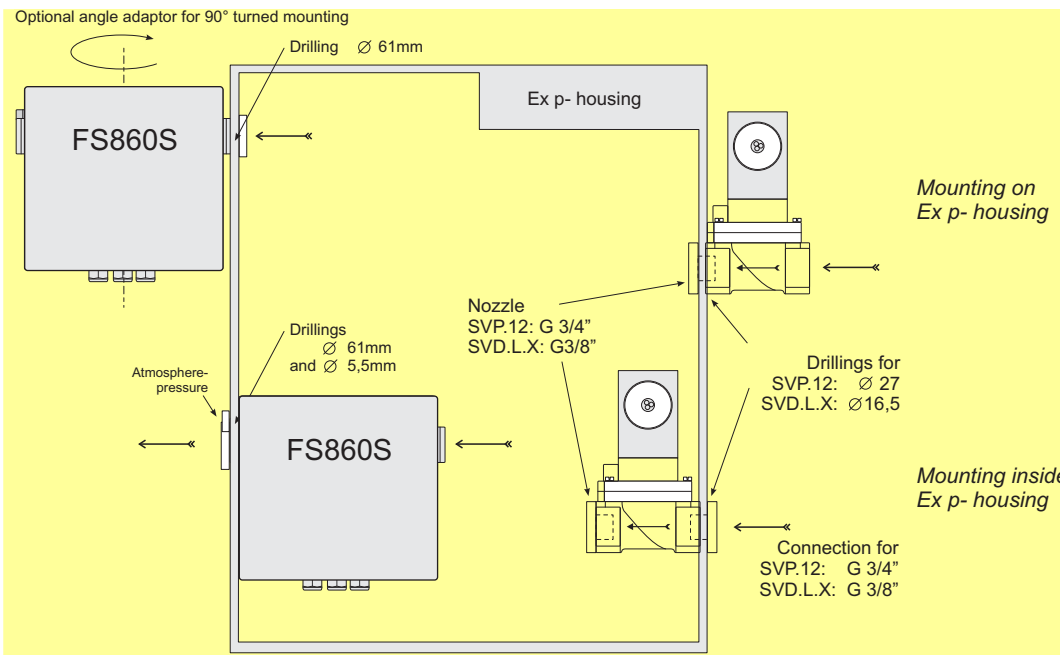 Optional angle adaptor for 90° turned mounting
Drilling ∅ 61mm
FS860S
Ex p- housing
Mounting on
Ex p- housing
Nozzle
SVP.12: G 3/4”
SVD.L.X: G3/8”
Drillings
∅ 61mm
and ∅ 5,5mm
Atmosphere-
pressure
Drillings for
SVP.12: ∅ 27
SVD.L.X: ∅16,5
FS860S
Mounting inside
Ex p- housing
Connection for
SVP.12: G 3/4”
SVD.L.X: G 3/8”